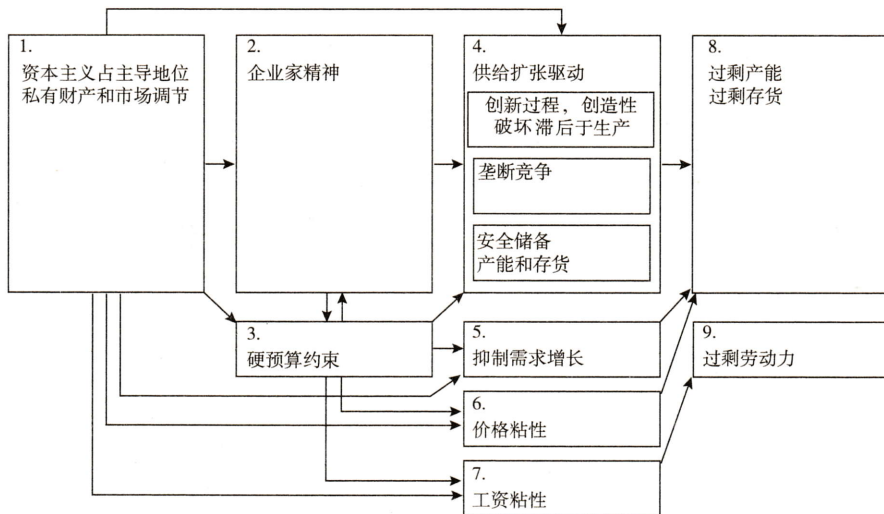 1.
资本主义占主导地位
私有财产和市场调节
2.
企业家精神
3.
硬预算约束
4.
供给扩张驱动
创新过程，创造性
破坏滞后于生产
垄断竞争
安全储备
产能和存货
5.
抑制需求增长
6.
价格粘性
7.
工资粘性
8.
过剩产能
过剩存货
9.
过剩劳动力